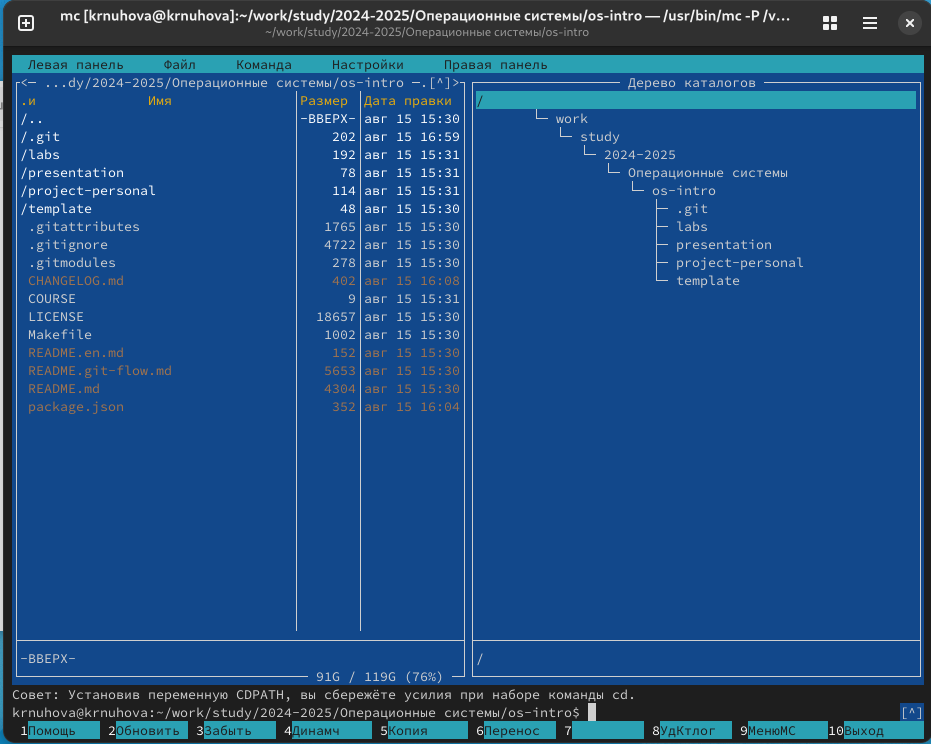 mc [krnuhova@krnuhova]:~/work/study/2024-2025/Операционные системы/os-intro — /usr/bin/mc -P /v...
~/work/study/2024-2025/Операционные системы/os-intro
Левая панель Файл Команда Настройки Правая панель
<— ...dy/2024-2025/Операционные системы/os-intro —.[^]>
.и Имя Размер Дата правки
/.. -ВВЕРХ- авг 15 15:30
/.git 202 авг 15 16:59
/labs 192 авг 15 15:31
/presentation 78 авг 15 15:31
/project-personal 114 авг 15 15:31
/template 48 авг 15 15:30
.gitattributes 1765 авг 15 15:30
.gitignore 4722 авг 15 15:30
.gitmodules 278 авг 15 15:30
CHANGELOG.md 402 авг 15 16:08
COURSE 9 авг 15 15:31
LICENSE 18657 авг 15 15:30
Makefile 1002 авг 15 15:30
README.en.md 152 авг 15 15:30
README.git-flow.md 5653 авг 15 15:30
README.md 4304 авг 15 15:30
package.json 352 авг 15 16:04
-ВВЕРХ-
91G / 119G (76%)
Дерево каталогов
/
work
study
2024-2025
Операционные системы
os-intro
.git
labs
presentation
project-personal
template
/
Совет: Установив переменную CDPATH, вы сбережёте усилия при наборе команды cd.
krnuhova@krnuhova:~/work/study/2024-2025/Операционные системы/os-intro$ [^]
1Помощь 2Обновить 3Забыть 4Динамч 5Копия 6Перенос 7 8УдКтлог 9МенюМС 10Выход